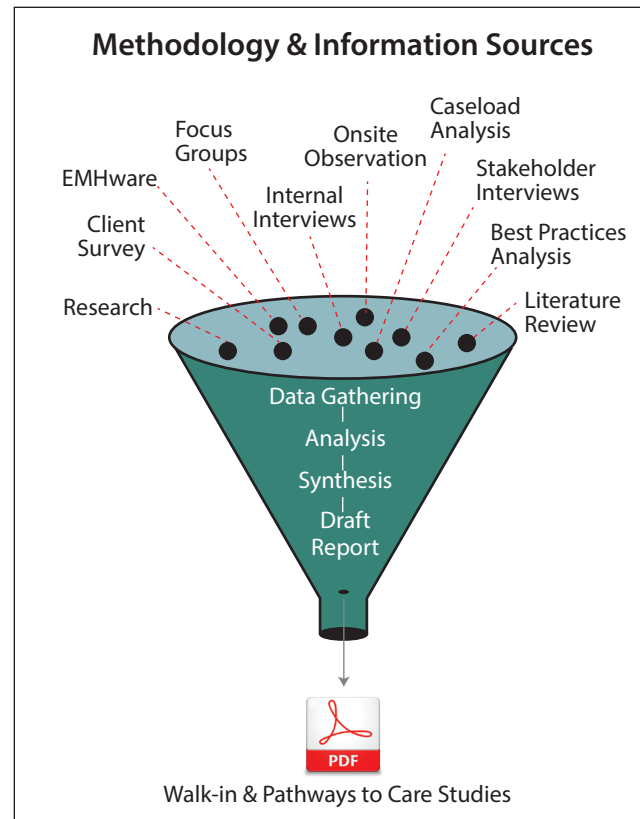 Methodology & Information Sources
Focus
Groups
Onsite
Observation
Caseload
Analysis
EMHware
Internal
Interviews
Stakeholder
Interviews
Client
Survey
Best Practices
Analysis
Research
Literature
Review
Data Gathering
Analysis
Synthesis
Draft
Report
PDF
Walk-in & Pathways to Care Studies